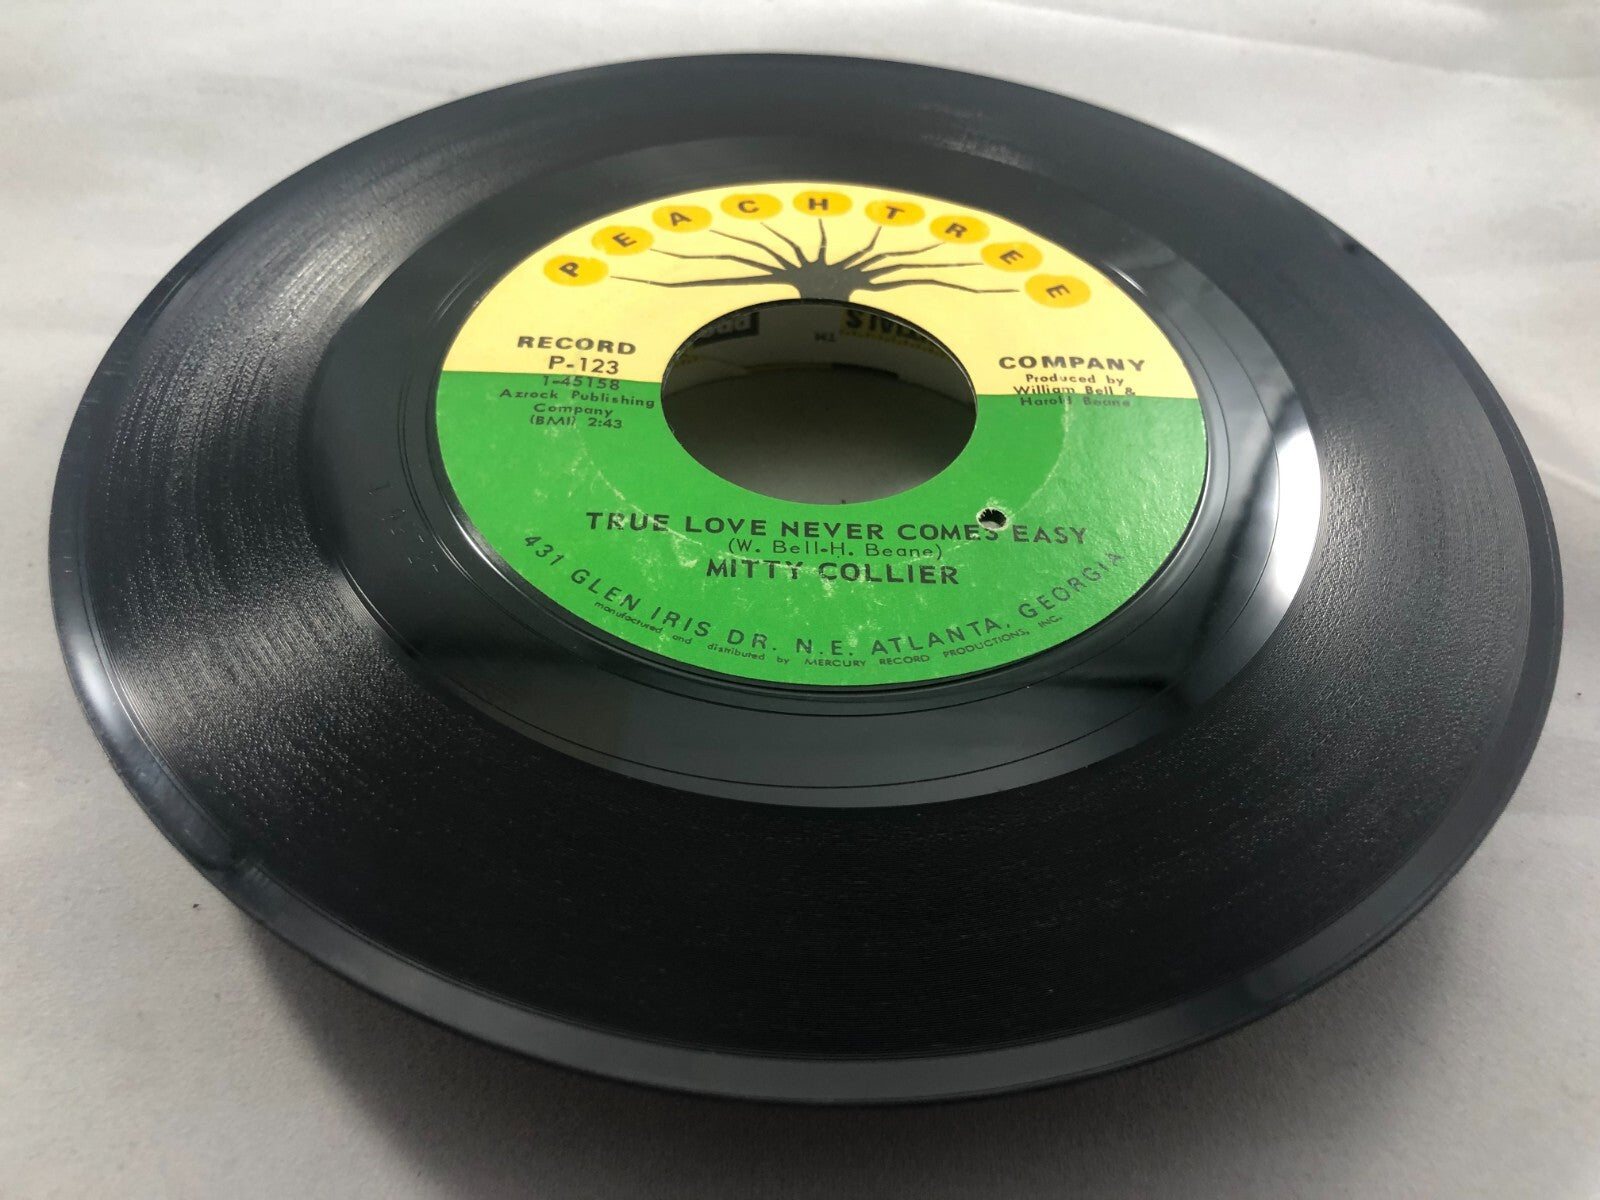 PEACHTREE
RECORD
P-123
1-45158
Azrock Publishing
Company
(BMI) 2:43
COMPANY
Produced by
William Bell &
Harold Beane
TRUE LOVE NEVER COMES EASY
(W. Bell-H. Beane)
MITTY COLLIER
431 GLEN IRIS DR. N.E. ATLANTA, GEORGIA
manufactured and distributed by MERCURY RECORD PRODUCTIONS, INC.